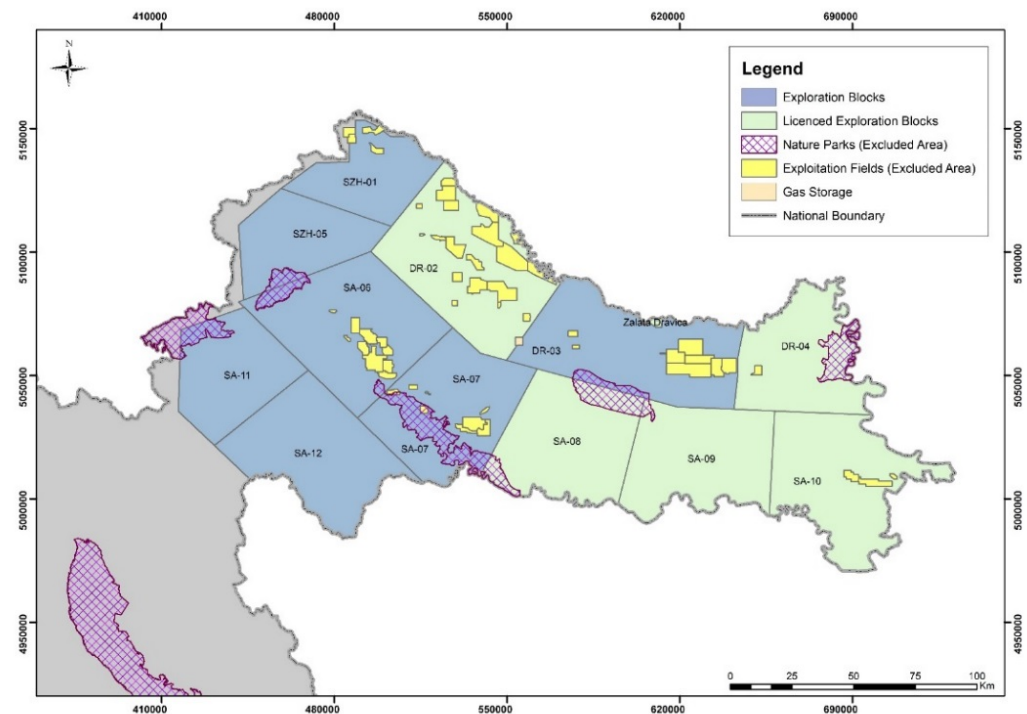 410000 480000 550000 620000 690000
N
Legend
Exploration Blocks
Licenced Exploration Blocks
Nature Parks (Excluded Area)
Exploitation Fields (Excluded Area)
Gas Storage
National Boundary
5150000 5150000
SZH-01
SZH-05
5100000 5100000
DR-02
SA-06
Zalata Dravica
DR-03
DR-04
SA-11
SA-07
5050000 5050000
SA-08
SA-12
SA-07
SA-09
SA-10
5000000 5000000
4950000 4950000
0 25 50 75 100
Km
410000 480000 550000 620000 690000